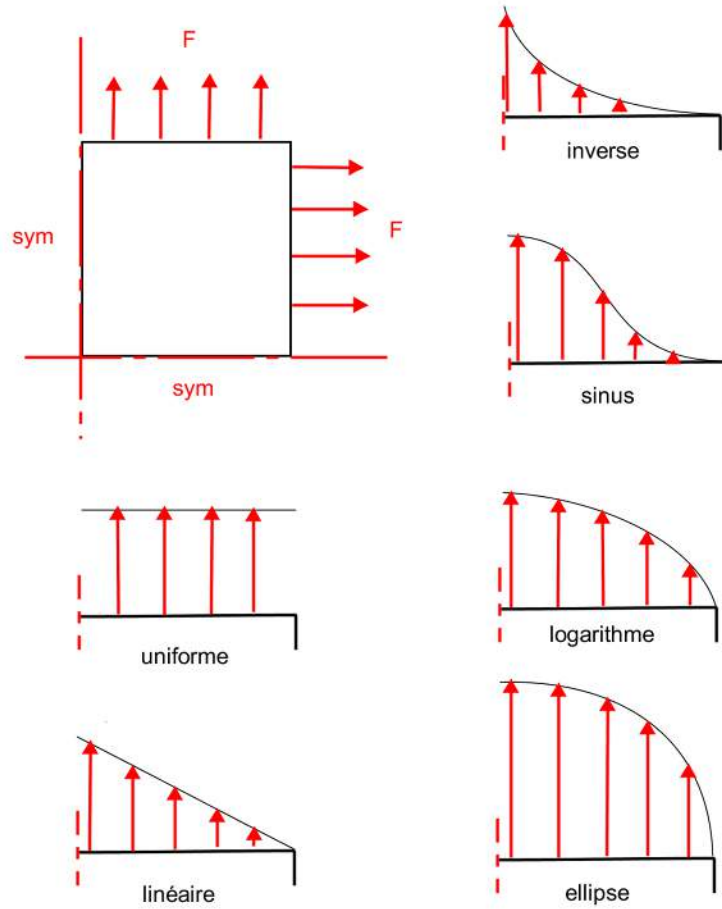 F
sym
F
sym
inverse
sinus
uniforme
logarithme
linéaire
ellipse